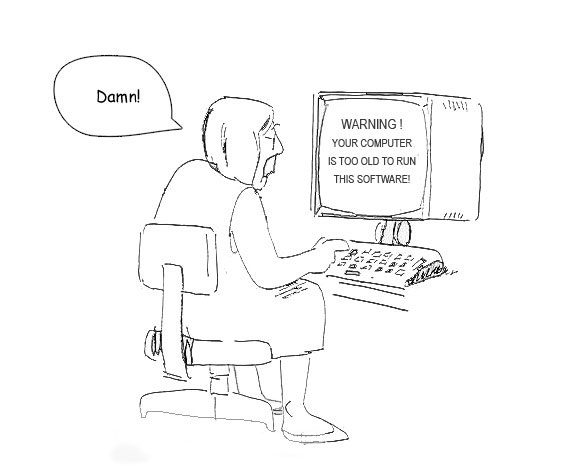 Damn!
WARNING !
YOUR COMPUTER
IS TOO OLD TO RUN
THIS SOFTWARE!